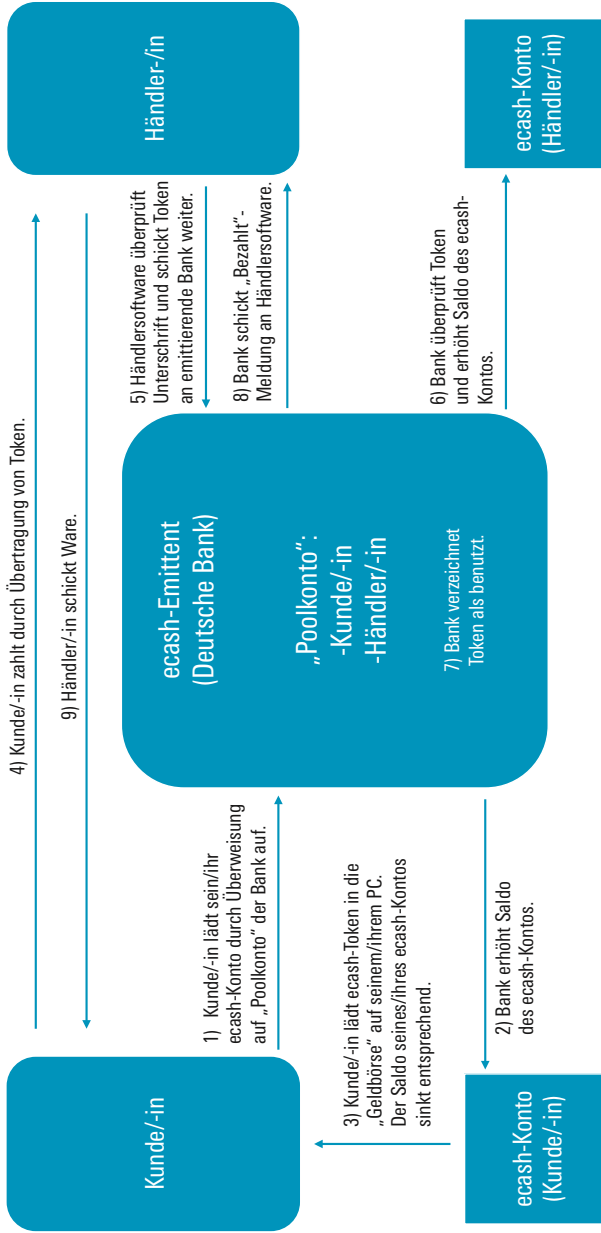 4) Kunde/-in zahlt durch Übertragung von Token.
9) Händler/-in schickt Ware.
Kunde/-in
Händler-/in
1) Kunde/-in lädt sein/ihr
ecash-Konto durch Überweisung
auf „Poolkonto“ der Bank auf.
ecash-Emittent
(Deutsche Bank)
„Poolkonto“:
-Kunde/-in
-Händler/-in
7) Bank verzeichnet
Token als benutzt.
5) Händlersoftware überprüft
Unterschrift und schickt Token
an emittierende Bank weiter.
8) Bank schickt „Bezahlt“-
Meldung an Händlersoftware.
3) Kunde/-in lädt ecash-Token in die
„Geldbörse“ auf seinem/ihrem PC.
Der Saldo seines/ihres ecash-Kontos
sinkt entsprechend.
2) Bank erhöht Saldo
des ecash-Kontos.
6) Bank überprüft Token
und erhöht Saldo des ecash-
Kontos.
ecash-Konto
(Kunde/-in)
ecash-Konto
(Händler/-in)